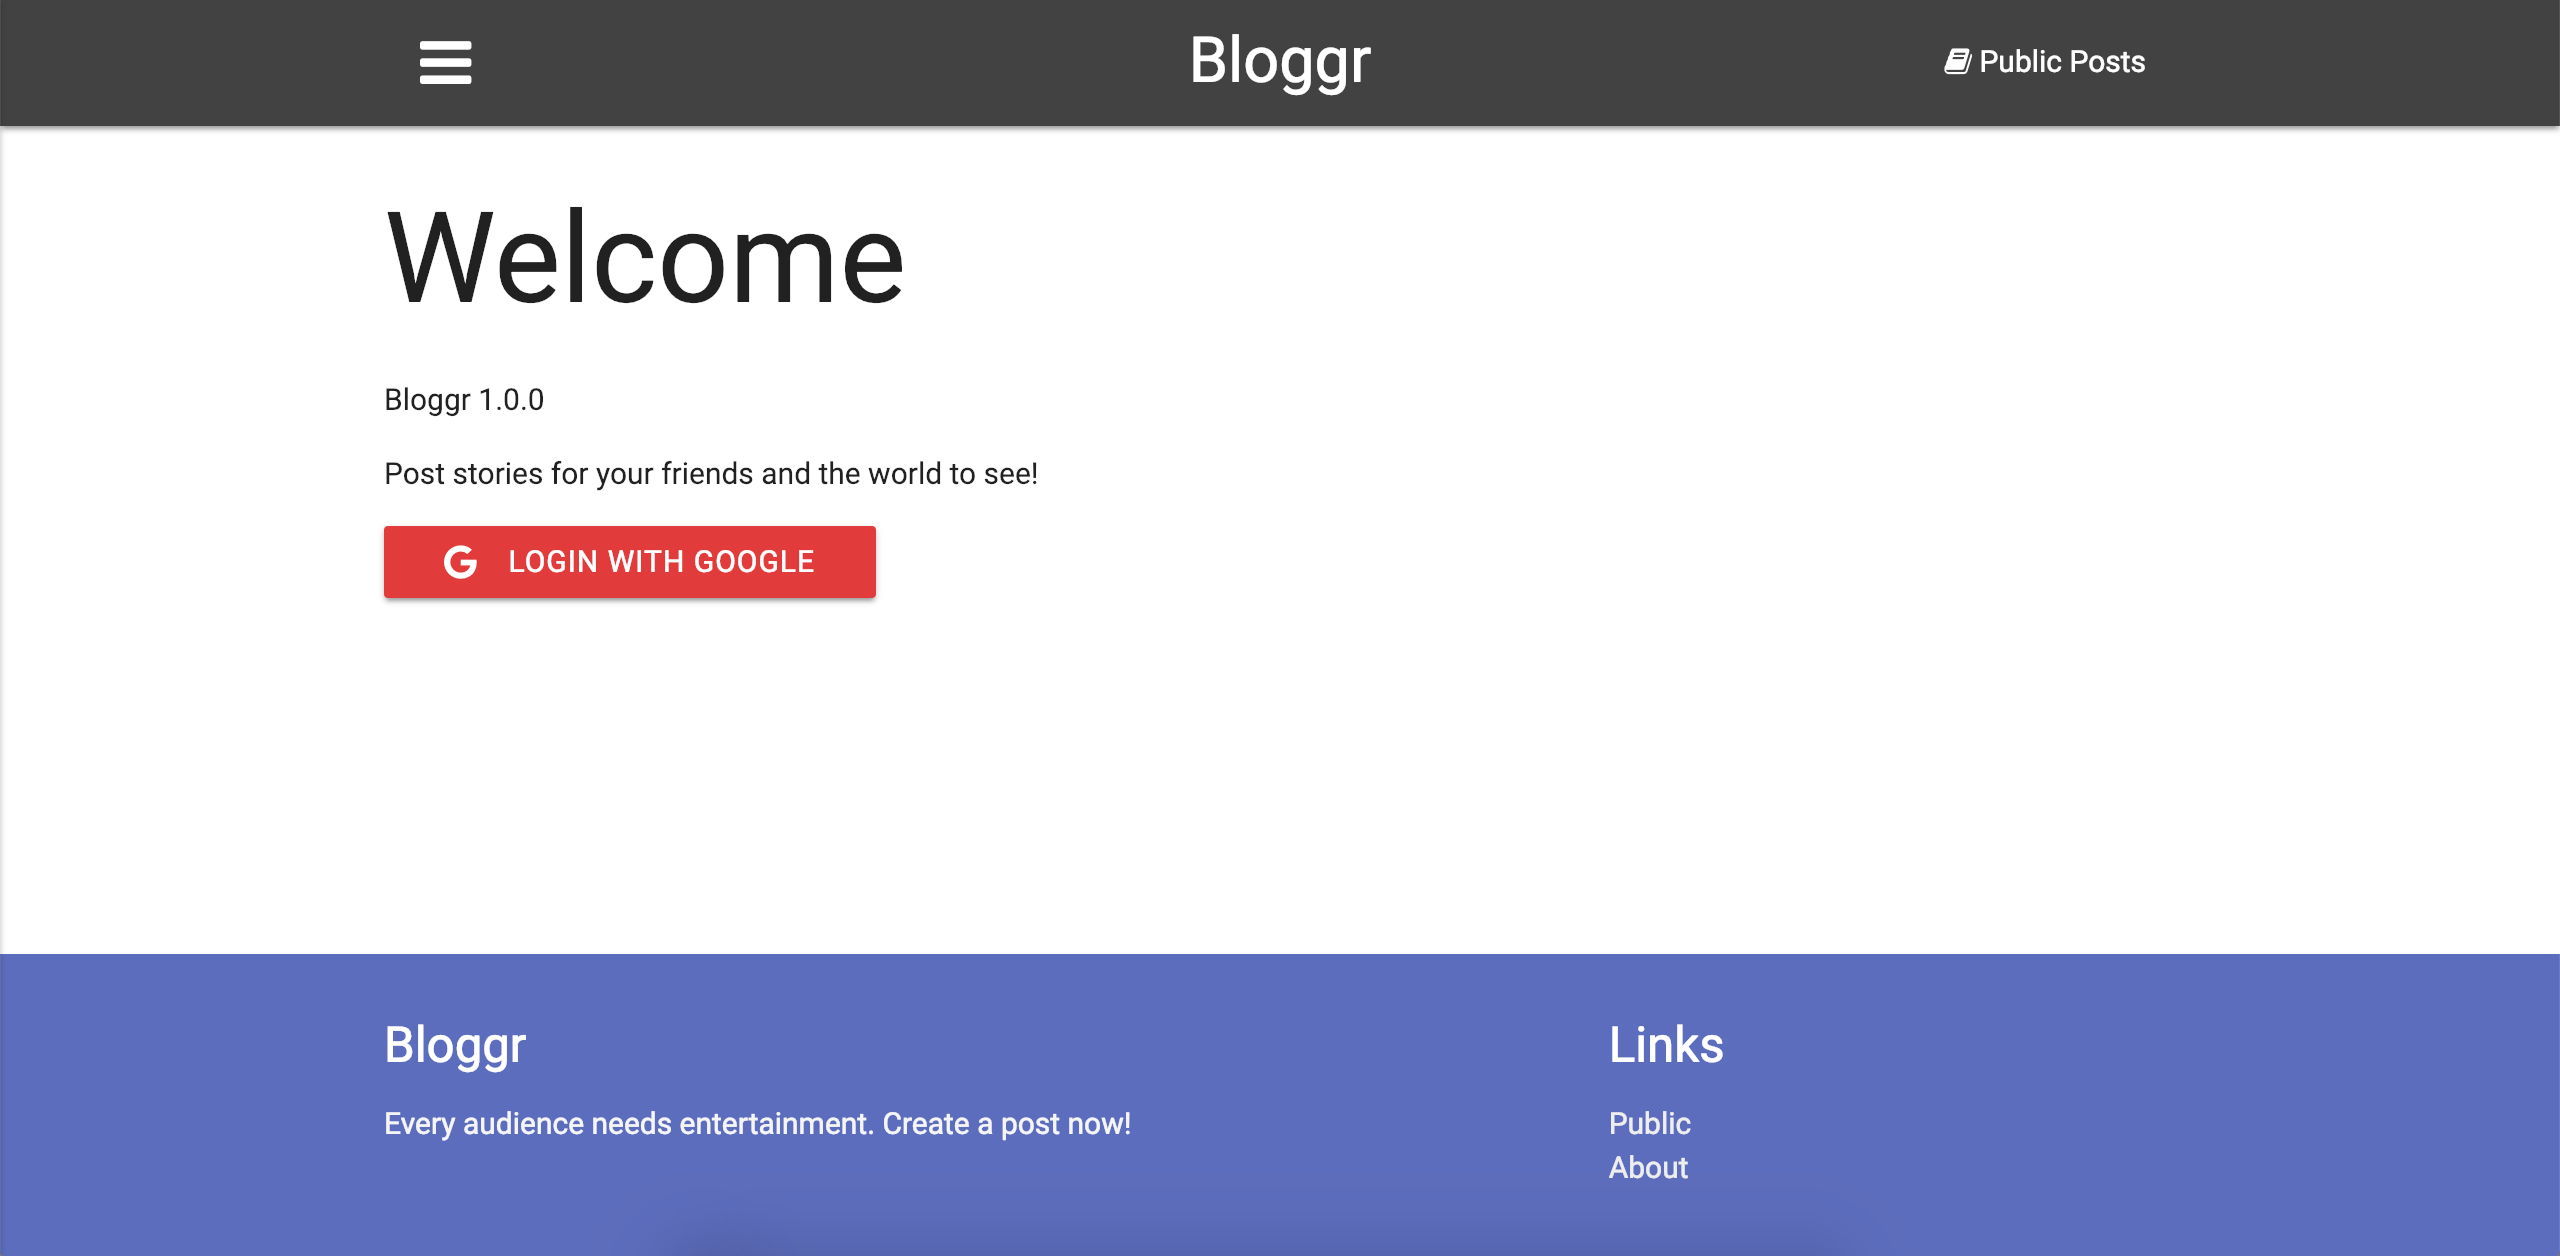 Bloggr
Public Posts
Welcome
Bloggr 1.0.0
Post stories for your friends and the world to see!
LOGIN WITH GOOGLE
Bloggr
Every audience needs entertainment. Create a post now!
Links
Public
About